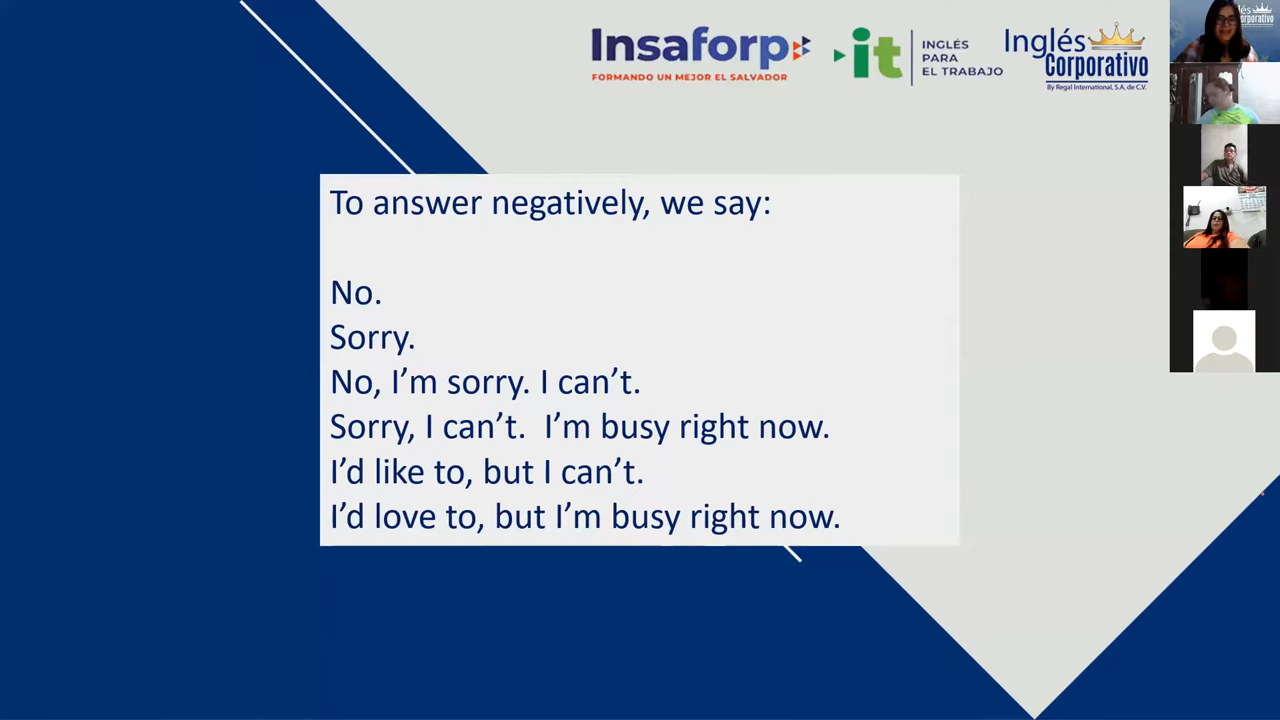 Insaforp
FORMANDO UN MEJOR EL SALVADOR
it
INGLÉS
PARA
EL TRABAJO
Inglés
Corporativo
By Regal International, S.A. de C.V.
To answer negatively, we say:
No.
Sorry.
No, I’m sorry. I can’t.
Sorry, I can’t.  I’m busy right now.
I’d like to, but I can’t.
I’d love to, but I’m busy right now.